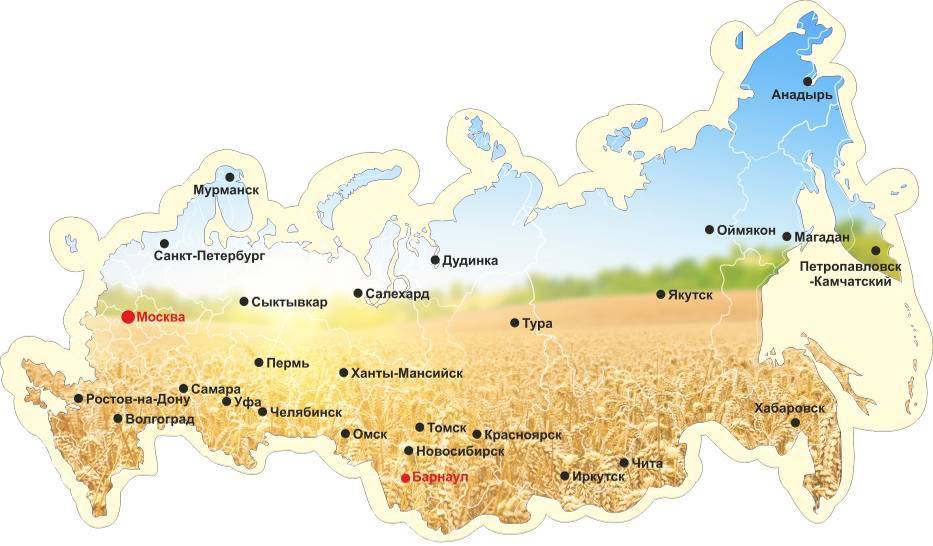 Анадырь
Мурманск
Оймякон
Магадан
Санкт-Петербург
Дудинка
Петропавловск
-Камчатский
Салехард
Якутск
Сыктывкар
Москва
Тура
Пермь
Ханты-Мансийск
Самара
Ростов-на-Дону
Уфа
Хабаровск
Челябинск
Волгоград
Томск
Омск
Красноярск
Новосибирск
Чита
Иркутск
Барнаул